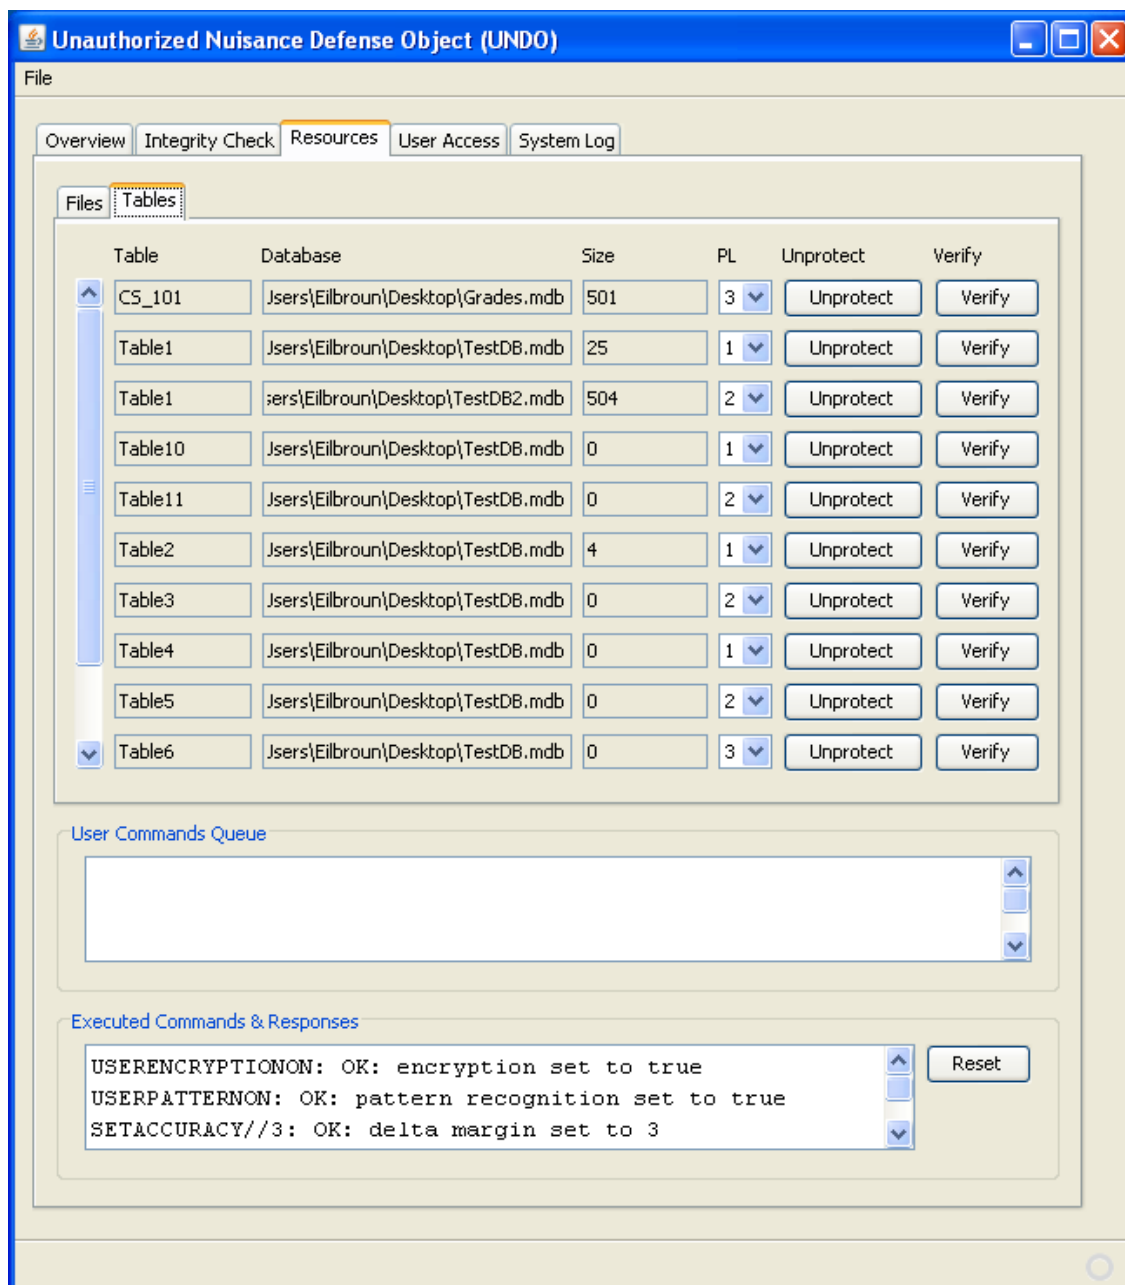 Unauthorized Nuisance Defense Object (UNDO)
File
Overview Integrity Check Resources User Access System Log
Files Tables
Table Database Size PL Unprotect Verify
CS_101 Jsers\Eilbroun\Desktop\Grades.mdb 501 3 Unprotect Verify
Table1 Jsers\Eilbroun\Desktop\TestDB.mdb 25 1 Unprotect Verify
Table1 sers\Eilbroun\Desktop\TestDB2.mdb 504 2 Unprotect Verify
Table10 Jsers\Eilbroun\Desktop\TestDB.mdb 0 1 Unprotect Verify
Table11 Jsers\Eilbroun\Desktop\TestDB.mdb 0 2 Unprotect Verify
Table2 Jsers\Eilbroun\Desktop\TestDB.mdb 4 1 Unprotect Verify
Table3 Jsers\Eilbroun\Desktop\TestDB.mdb 0 2 Unprotect Verify
Table4 Jsers\Eilbroun\Desktop\TestDB.mdb 0 1 Unprotect Verify
Table5 Jsers\Eilbroun\Desktop\TestDB.mdb 0 2 Unprotect Verify
Table6 Jsers\Eilbroun\Desktop\TestDB.mdb 0 3 Unprotect Verify
User Commands Queue
Executed Commands & Responses
USERENCRYPTIONON: OK: encryption set to true
USERPATTERNON: OK: pattern recognition set to true
SETACCURACY//3: OK: delta margin set to 3
Reset